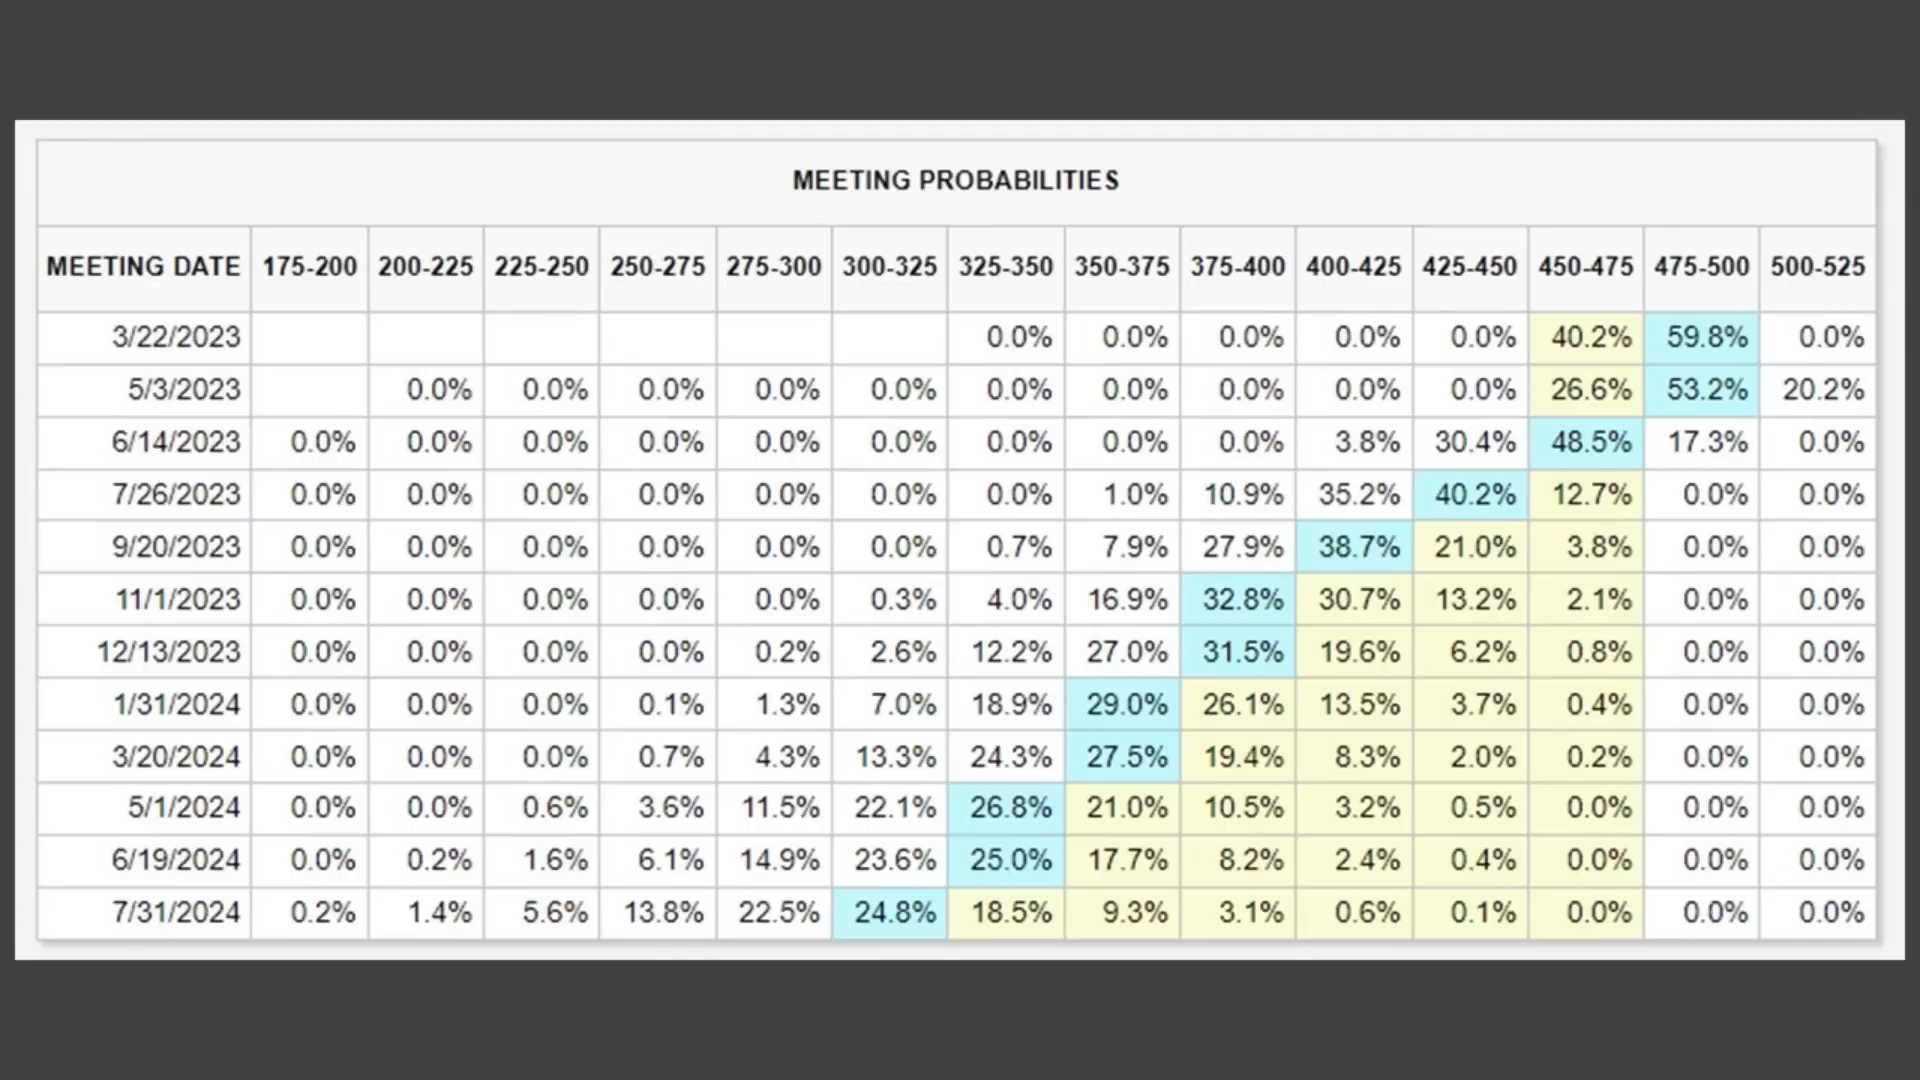 MEETING PROBABILITIES
MEETING DATE 175-200 200-225 225-250 250-275 275-300 300-325 325-350 350-375 375-400 400-425 425-450 450-475 475-500 500-525
3/22/2023 0.0% 0.0% 0.0% 0.0% 0.0% 40.2% 59.8% 0.0%
5/3/2023 0.0% 0.0% 0.0% 0.0% 0.0% 0.0% 0.0% 0.0% 0.0% 0.0% 26.6% 53.2% 20.2%
6/14/2023 0.0% 0.0% 0.0% 0.0% 0.0% 0.0% 0.0% 0.0% 0.0% 3.8% 30.4% 48.5% 17.3% 0.0%
7/26/2023 0.0% 0.0% 0.0% 0.0% 0.0% 0.0% 0.0% 1.0% 10.9% 35.2% 40.2% 12.7% 0.0% 0.0%
9/20/2023 0.0% 0.0% 0.0% 0.0% 0.0% 0.0% 0.7% 7.9% 27.9% 38.7% 21.0% 3.8% 0.0% 0.0%
11/1/2023 0.0% 0.0% 0.0% 0.0% 0.0% 0.3% 4.0% 16.9% 32.8% 30.7% 13.2% 2.1% 0.0% 0.0%
12/13/2023 0.0% 0.0% 0.0% 0.0% 0.2% 2.6% 12.2% 27.0% 31.5% 19.6% 6.2% 0.8% 0.0% 0.0%
1/31/2024 0.0% 0.0% 0.0% 0.1% 1.3% 7.0% 18.9% 29.0% 26.1% 13.5% 3.7% 0.4% 0.0% 0.0%
3/20/2024 0.0% 0.0% 0.0% 0.7% 4.3% 13.3% 24.3% 27.5% 19.4% 8.3% 2.0% 0.2% 0.0% 0.0%
5/1/2024 0.0% 0.0% 0.6% 3.6% 11.5% 22.1% 26.8% 21.0% 10.5% 3.2% 0.5% 0.0% 0.0% 0.0%
6/19/2024 0.0% 0.2% 1.6% 6.1% 14.9% 23.6% 25.0% 17.7% 8.2% 2.4% 0.4% 0.0% 0.0% 0.0%
7/31/2024 0.2% 1.4% 5.6% 13.8% 22.5% 24.8% 18.5% 9.3% 3.1% 0.6% 0.1% 0.0% 0.0% 0.0%